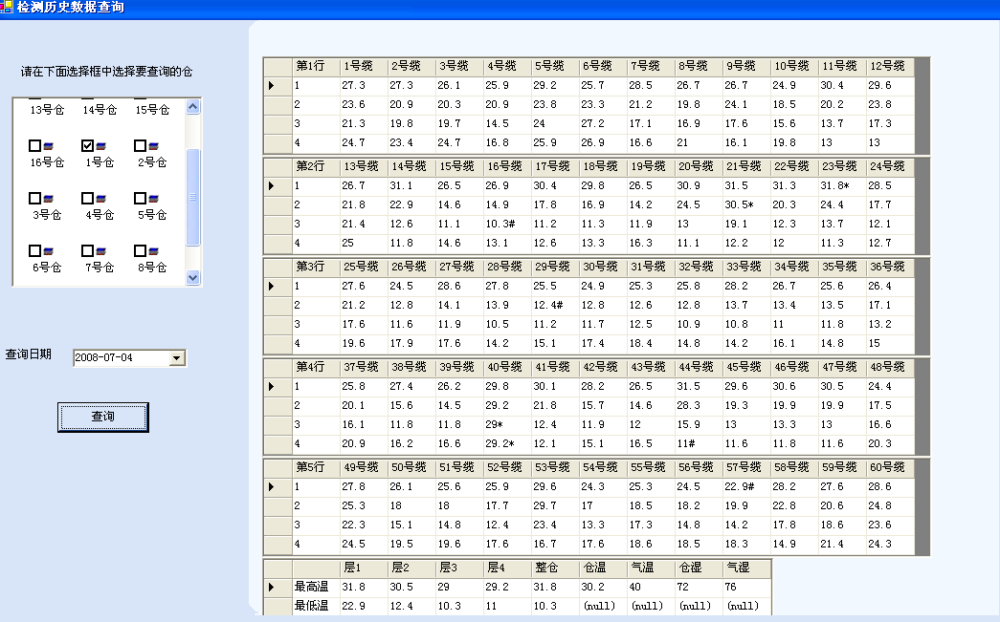 检测历史数据查询
请在下面选择框中选择要查询的仓
13号仓 14号仓 15号仓
16号仓 1号仓 2号仓
3号仓 4号仓 5号仓
6号仓 7号仓 8号仓
查询日期 2008-07-04
查询
第1行 1号缆 2号缆 3号缆 4号缆 5号缆 6号缆 7号缆 8号缆 9号缆 10号缆 11号缆 12号缆
1 27.3 27.3 26.1 25.9 29.2 25.7 28.5 26.7 26.7 24.9 30.4 29.6
2 23.6 20.9 20.3 20.9 23.8 23.3 21.2 19.8 24.1 18.5 20.2 23.8
3 21.3 19.8 19.7 14.5 24 27.2 17.1 16.9 17.6 15.6 13.7 17.3
4 24.7 23.4 24.7 16.8 25.9 26.9 16.6 21 16.1 19.8 13 13
第2行 13号缆 14号缆 15号缆 16号缆 17号缆 18号缆 19号缆 20号缆 21号缆 22号缆 23号缆 24号缆
1 26.7 31.1 26.5 26.9 30.4 29.8 26.5 30.9 31.5 31.3 31.8* 28.5
2 21.8 22.9 14.6 14.9 17.8 16.9 14.2 24.5 30.5* 20.3 24.4 17.7
3 21.4 12.6 11.1 10.3# 11.2 11.3 11.9 13 19.1 12.3 13.7 12.1
4 25 11.8 14.6 13.1 12.6 13.3 16.3 11.1 12.2 12 11.3 12.7
第3行 25号缆 26号缆 27号缆 28号缆 29号缆 30号缆 31号缆 32号缆 33号缆 34号缆 35号缆 36号缆
1 27.6 24.5 28.6 27.8 25.5 24.9 25.3 25.8 28.2 26.7 25.6 26.4
2 21.2 12.8 14.1 13.9 12.4# 12.8 12.6 12.8 13.7 13.4 13.5 17.1
3 17.6 11.6 11.9 10.5 11.2 11.7 12.5 10.9 10.8 11 11.8 13.2
4 19.6 17.9 17.6 14.2 15.1 17.4 18.4 14.8 14.2 16.1 14.8 15
第4行 37号缆 38号缆 39号缆 40号缆 41号缆 42号缆 43号缆 44号缆 45号缆 46号缆 47号缆 48号缆
1 25.8 27.4 26.2 29.8 30.1 28.2 26.5 31.5 29.6 30.6 30.5 24.4
2 20.1 15.6 14.5 29.2 21.8 15.7 14.6 28.3 19.3 19.9 19.9 17.5
3 16.1 11.8 11.8 29* 12.4 11.9 12 15.9 13 13.3 13 16.6
4 20.9 16.2 16.6 29.2* 12.1 15.1 16.5 11# 11.6 11.8 11.6 20.3
第5行 49号缆 50号缆 51号缆 52号缆 53号缆 54号缆 55号缆 56号缆 57号缆 58号缆 59号缆 60号缆
1 27.8 26.1 25.6 25.9 29.6 24.3 25.3 24.5 22.9# 28.2 27.6 28.6
2 25.3 18 18 17.7 29.7 17 18.5 18.2 19.9 22.8 20.6 24.8
3 22.3 15.1 14.8 12.4 23.4 13.3 17.3 14.8 14.2 17.8 18.6 23.6
4 24.5 19.5 19.6 17.6 16.7 17.6 18.6 18.5 18.3 14.9 21.4 24.3
层1 层2 层3 层4 整仓 仓温 气温 仓湿 气湿
最高温 31.8 30.5 29 29.2 31.8 30.2 40 72 76
最低温 22.9 12.4 10.3 11 10.3 (null) (null) (null) (null)